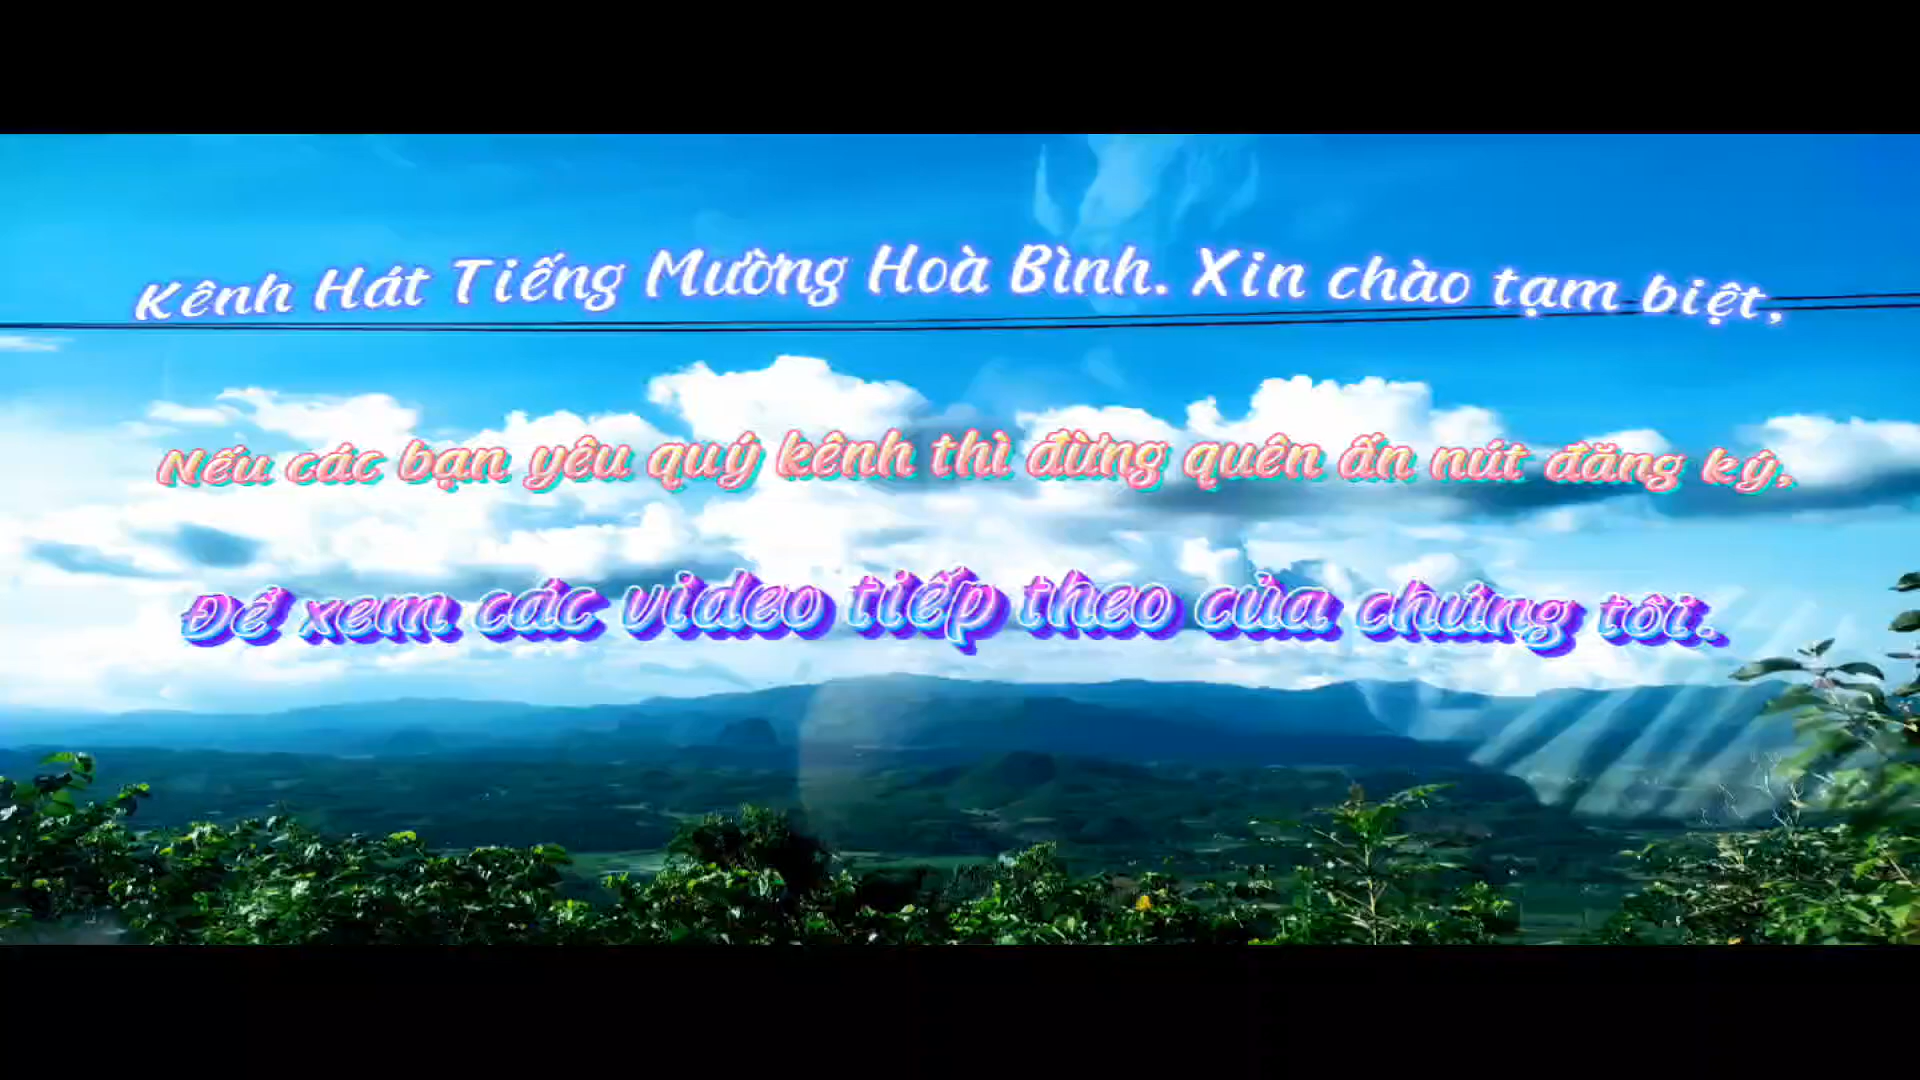 Kênh Hát Tiếng Mường Hoà Bình. Xin chào tạm biệt,
Nếu các bạn yêu quý kênh thì đừng quên ấn nút đăng ký,
Để xem các video tiếp theo của chúng tôi.